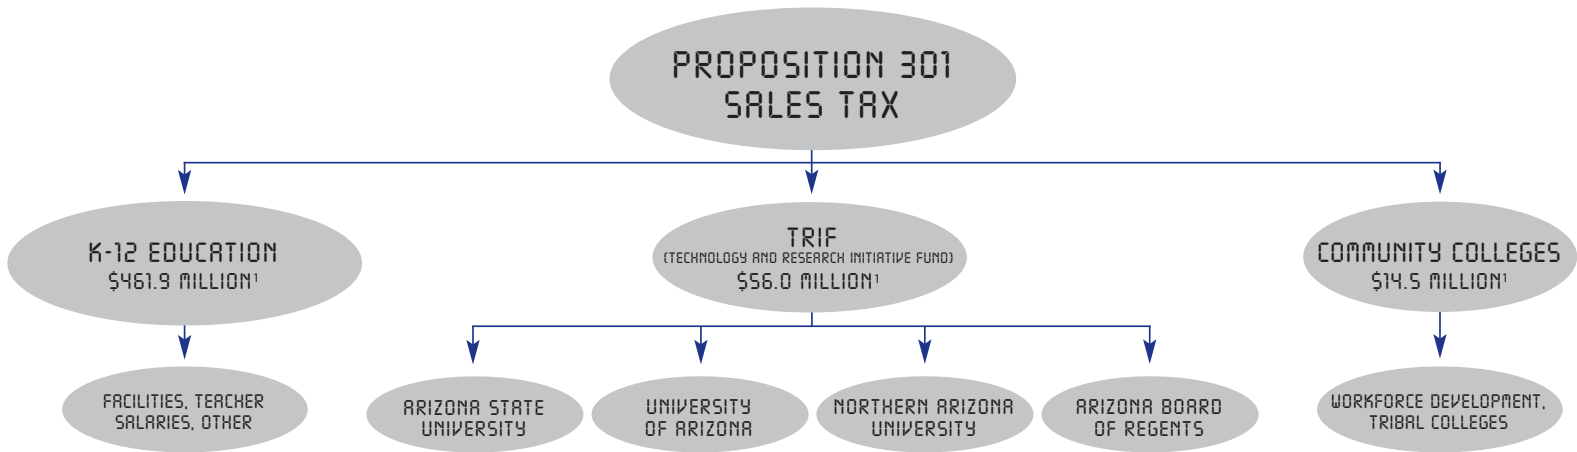 PROPOSITION 301
SALES TAX
K-12 EDUCATION
$461.9 MILLION¹
TRIF
(TECHNOLOGY AND RESEARCH INITIATIVE FUND)
$56.0 MILLION¹
COMMUNITY COLLEGES
$14.5 MILLION¹
FACILITIES, TEACHER
SALARIES, OTHER
ARIZONA STATE
UNIVERSITY
UNIVERSITY
OF ARIZONA
NORTHERN ARIZONA
UNIVERSITY
ARIZONA BOARD
OF REGENTS
WORKFORCE DEVELOPMENT,
TRIBAL COLLEGES